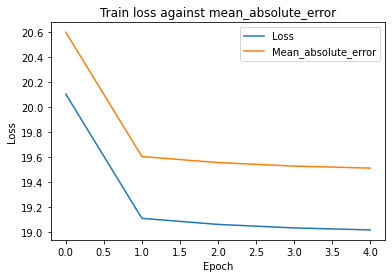 Train loss against mean_absolute_error
Loss
Mean_absolute_error
20.6
20.4
20.2
20.0
19.8
19.6
19.4
19.2
19.0
Loss
0.0 0.5 1.0 1.5 2.0 2.5 3.0 3.5 4.0
Epoch